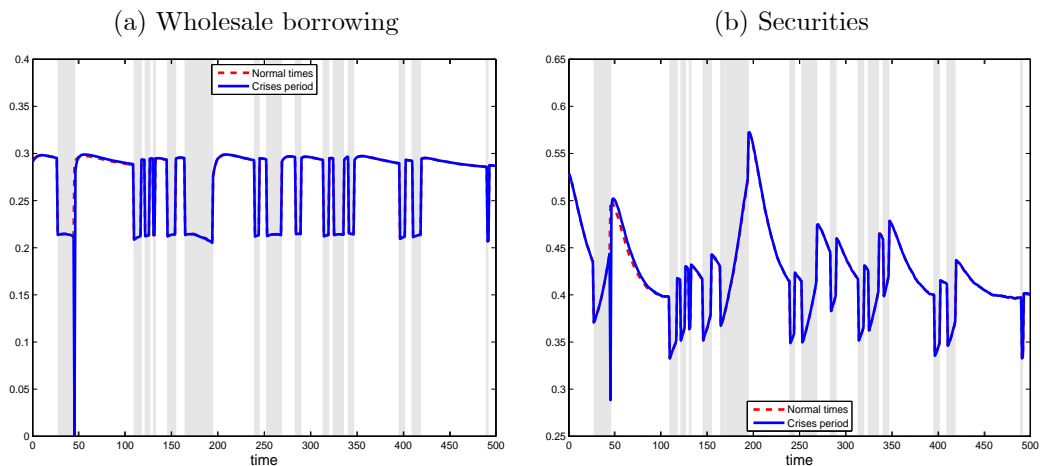 (a) Wholesale borrowing
0.4
0.35
0.3
0.25
0.2
0.15
0.1
0.05
0
0 50 100 150 200 250 300 350 400 450 500
time
Normal times
Crises period
(b) Securities
0.65
0.6
0.55
0.5
0.45
0.4
0.35
0.3
0.25
0 50 100 150 200 250 300 350 400 450 500
time
Normal times
Crises period